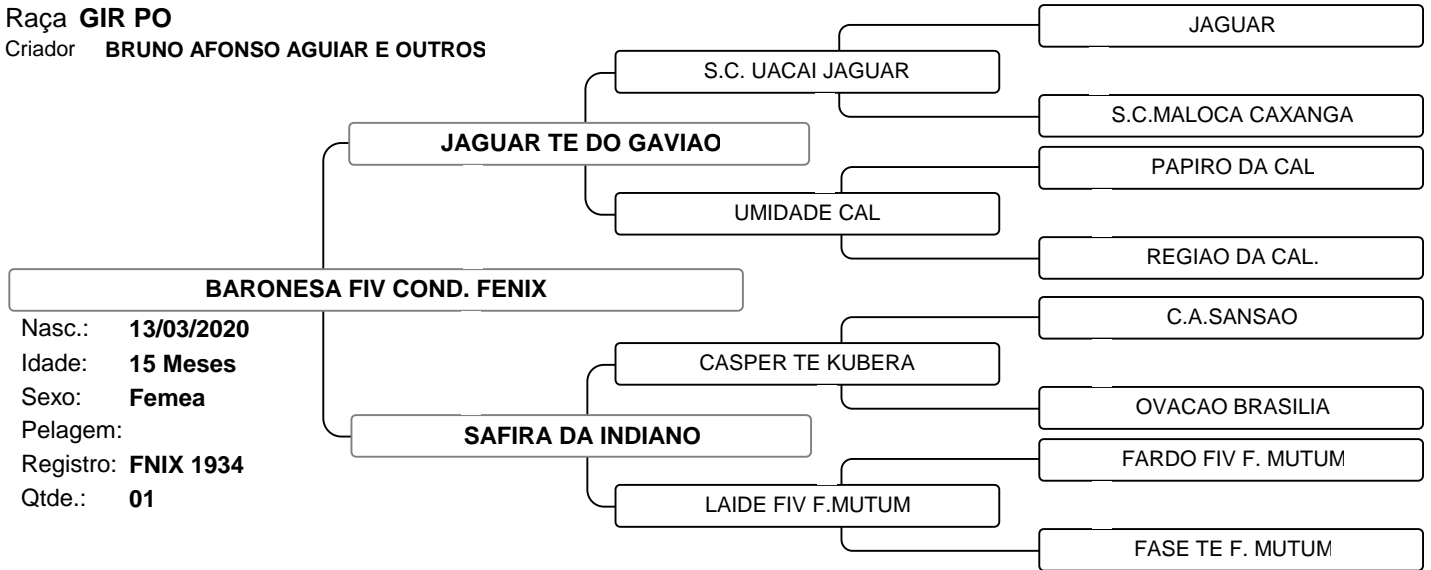 Raça GIR PO
Criador BRUNO AFONSO AGUIAR E OUTROS
JAGUAR
S.C. UACAI JAGUAR
S.C.MALOCA CAXANGA
JAGUAR TE DO GAVIAO
PAPIRO DA CAL
UMIDADE CAL
REGIAO DA CAL.
BARONESA FIV COND. FENIX
Nasc.: 13/03/2020
Idade: 15 Meses
Sexo: Femea
Pelagem:
Registro: FNIX 1934
Qtde.: 01
C.A.SANSAO
CASPER TE KUBERA
OVACAO BRASILIA
SAFIRA DA INDIANO
FARDO FIV F. MUTUM
LAIDE FIV F.MUTUM
FASE TE F. MUTUM